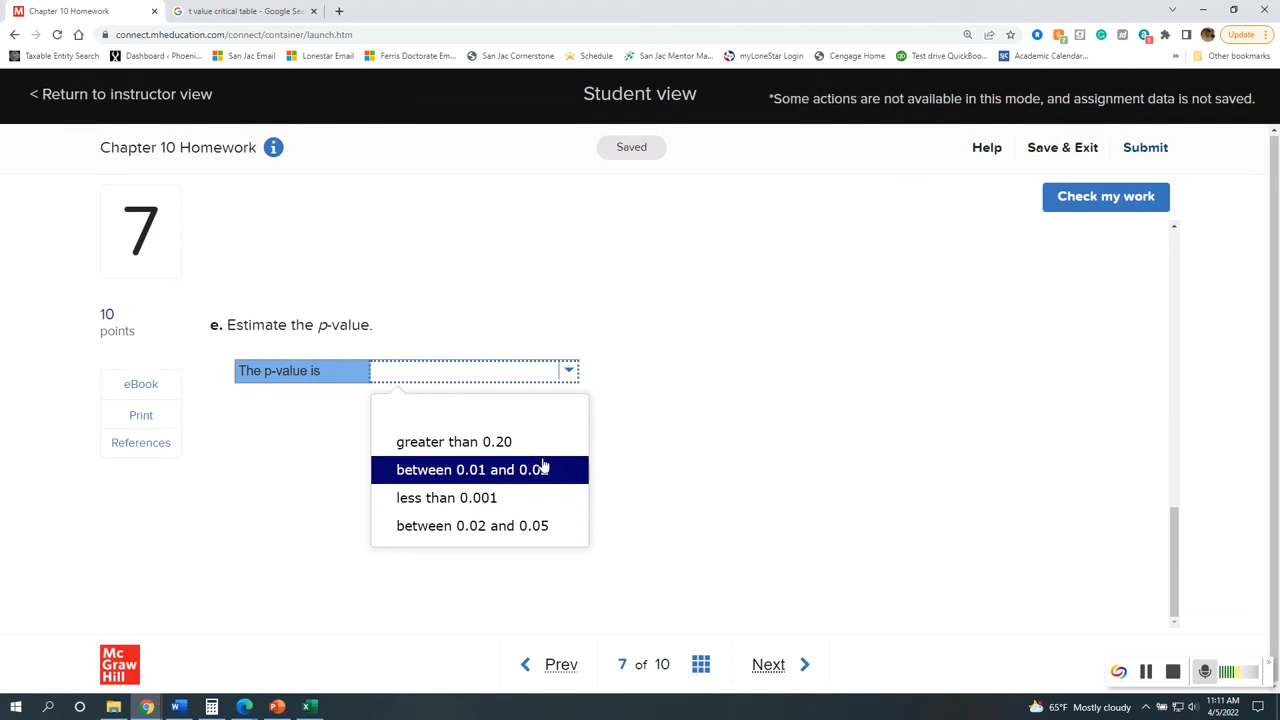 Chapter 10 Homework
t value critical table - Google Sea
connect.mheducation.com/connect/container/launch.htm
Update
Taxable Entity Search
Dashboard ‹ Phoeni...
San Jac Email
Lonestar Email
Ferris Doctorate Em...
San Jac Cornerstone
Schedule
San Jac Mentor Ma...
myLoneStar Login
Cengage Home
Test drive QuickBoo...
Academic Calendar...
»
Other bookmarks
< Return to instructor view
Student view
*Some actions are not available in this mode, and assignment data is not saved.
Chapter 10 Homework
Saved
Help
Save & Exit
Submit
Check my work
7
10
points
eBook
Print
References
e. Estimate the p-value.
The p-value is
greater than 0.20
between 0.01 and
less than 0.001
between 0.02 and 0.05
Mc
Graw
Hill
Prev
7 of 10
Next
65°F Mostly cloudy
11:11 AM
4/5/2022